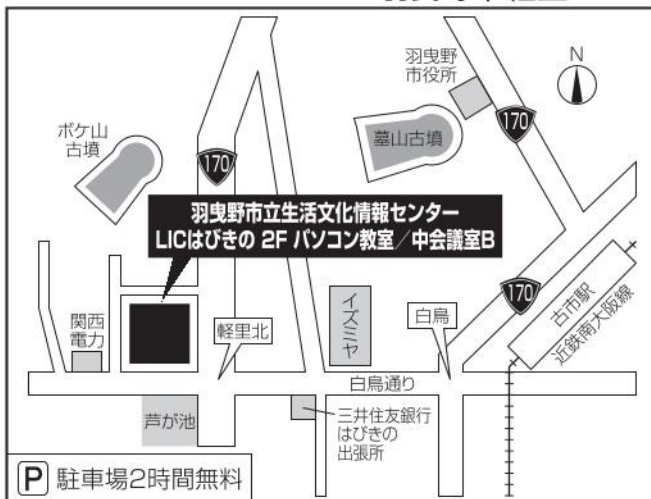 羽曳野
市役所
N
ボケ山
古墳
墓山古墳
170
170
羽曳野市立生活文化情報センター
LICはびきの 2F パソコン教室／中会議室B
170
古市駅
近鉄南大阪線
関西
電力
軽里北
イズミヤ
白鳥
白鳥通り
芦が池
三井住友銀行
はびきの
出張所
P 駐車場2時間無料